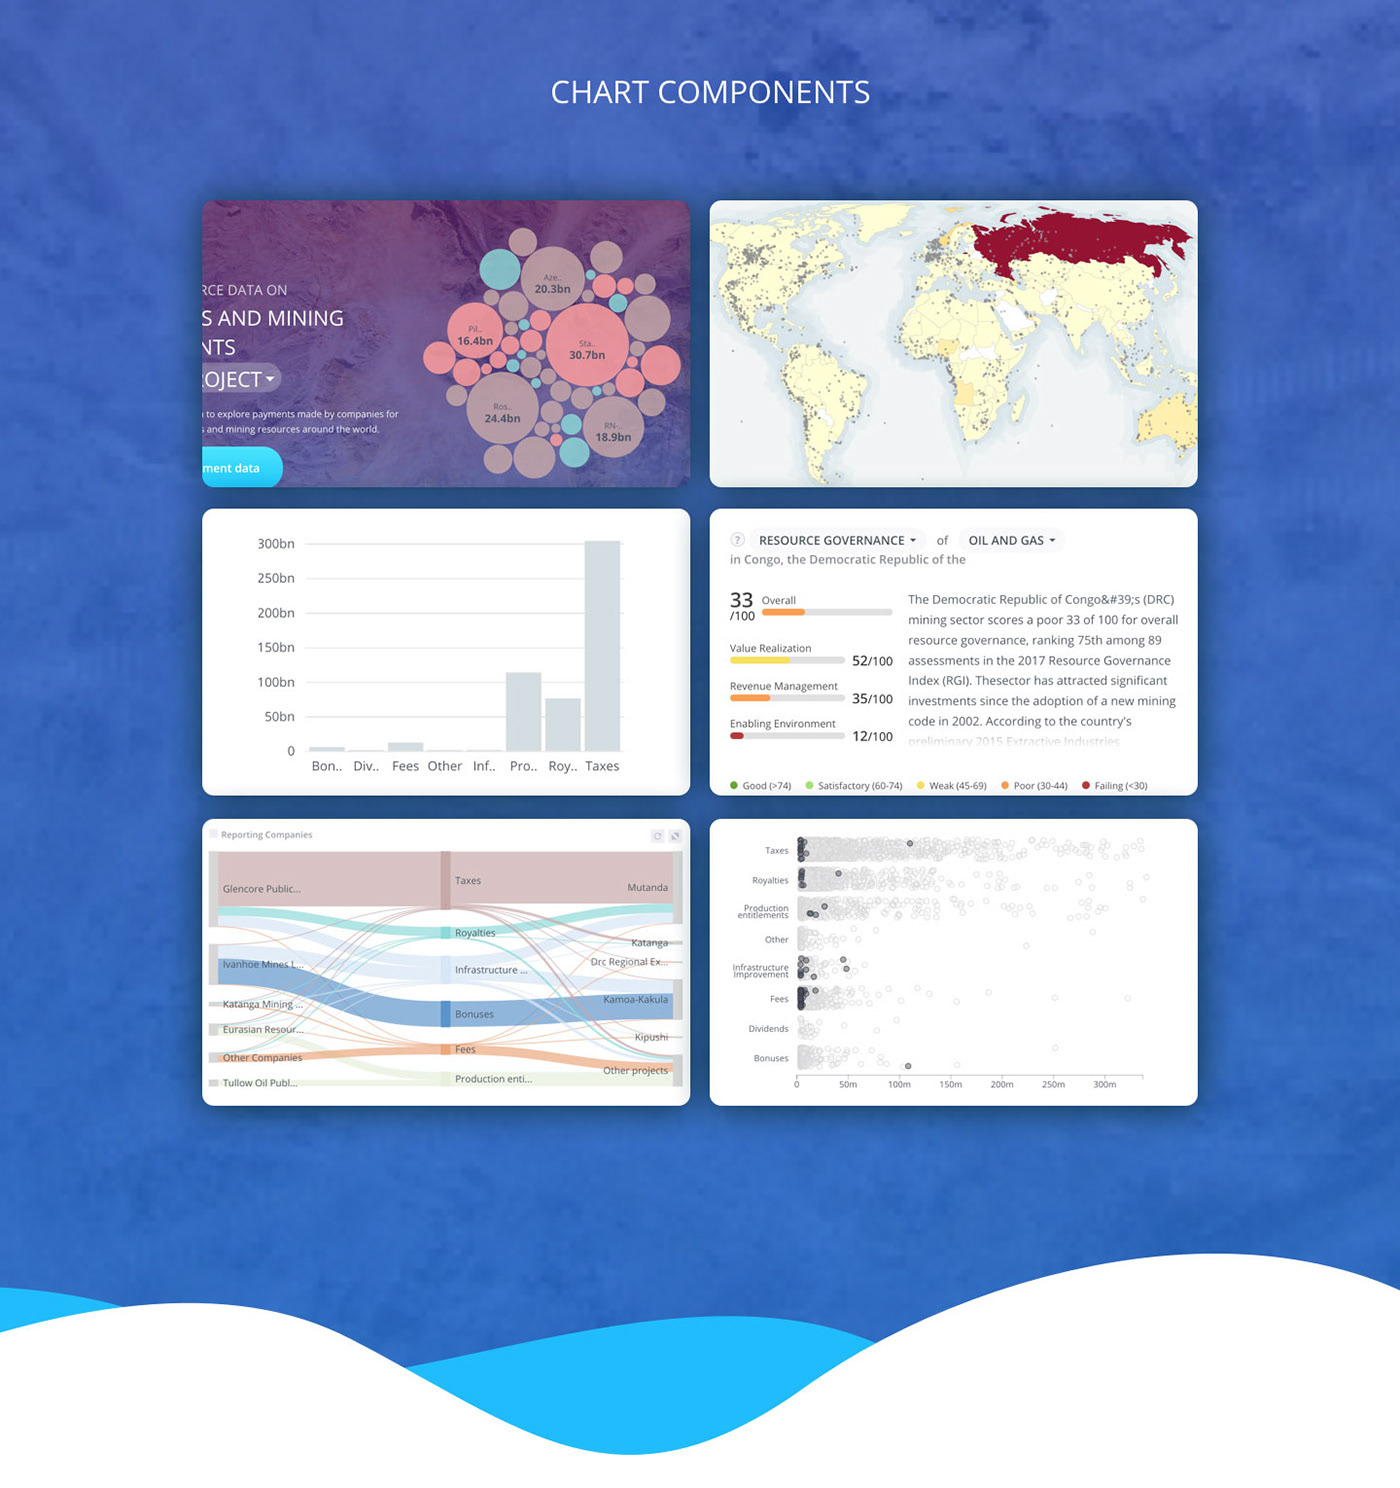 CHART COMPONENTS
RCE DATA ON
S AND MINING
NTS
OJECT
to explore payments made by companies for
s and mining resources around the world.
ment data
Aze..
20.3bn
Pil..
16.4bn
Sta..
30.7bn
Ros..
24.4bn
RN-..
18.9bn
300bn
250bn
200bn
150bn
100bn
50bn
0
Bon.. Div.. Fees Other Inf.. Pro.. Roy.. Taxes
? RESOURCE GOVERNANCE of OIL AND GAS
in Congo, the Democratic Republic of the
33
/100
Overall
Value Realization
52/100
Revenue Management
35/100
Enabling Environment
12/100
The Democratic Republic of Congo&#39;s (DRC)
mining sector scores a poor 33 of 100 for overall
resource governance, ranking 75th among 89
assessments in the 2017 Resource Governance
Index (RGI). Thesector has attracted significant
investments since the adoption of a new mining
code in 2002. According to the country's
preliminary 2015 Extractive Industries
Good (>74) Satisfactory (60-74) Weak (45-69) Poor (30-44) Failing (<30)
Reporting Companies
Glencore Public...
Ivanhoe Mines L...
Katanga Mining ...
Eurasian Resour...
Other Companies
Tullow Oil Publ...
Taxes
Royalties
Infrastructure ...
Bonuses
Fees
Production enti...
Mutanda
Katanga
Drc Regional Ex...
Kamoa-Kakula
Kipushi
Other projects
Taxes
Royalties
Production
entitlements
Other
Infrastructure
Improvement
Fees
Dividends
Bonuses
0 50m 100m 150m 200m 250m 300m